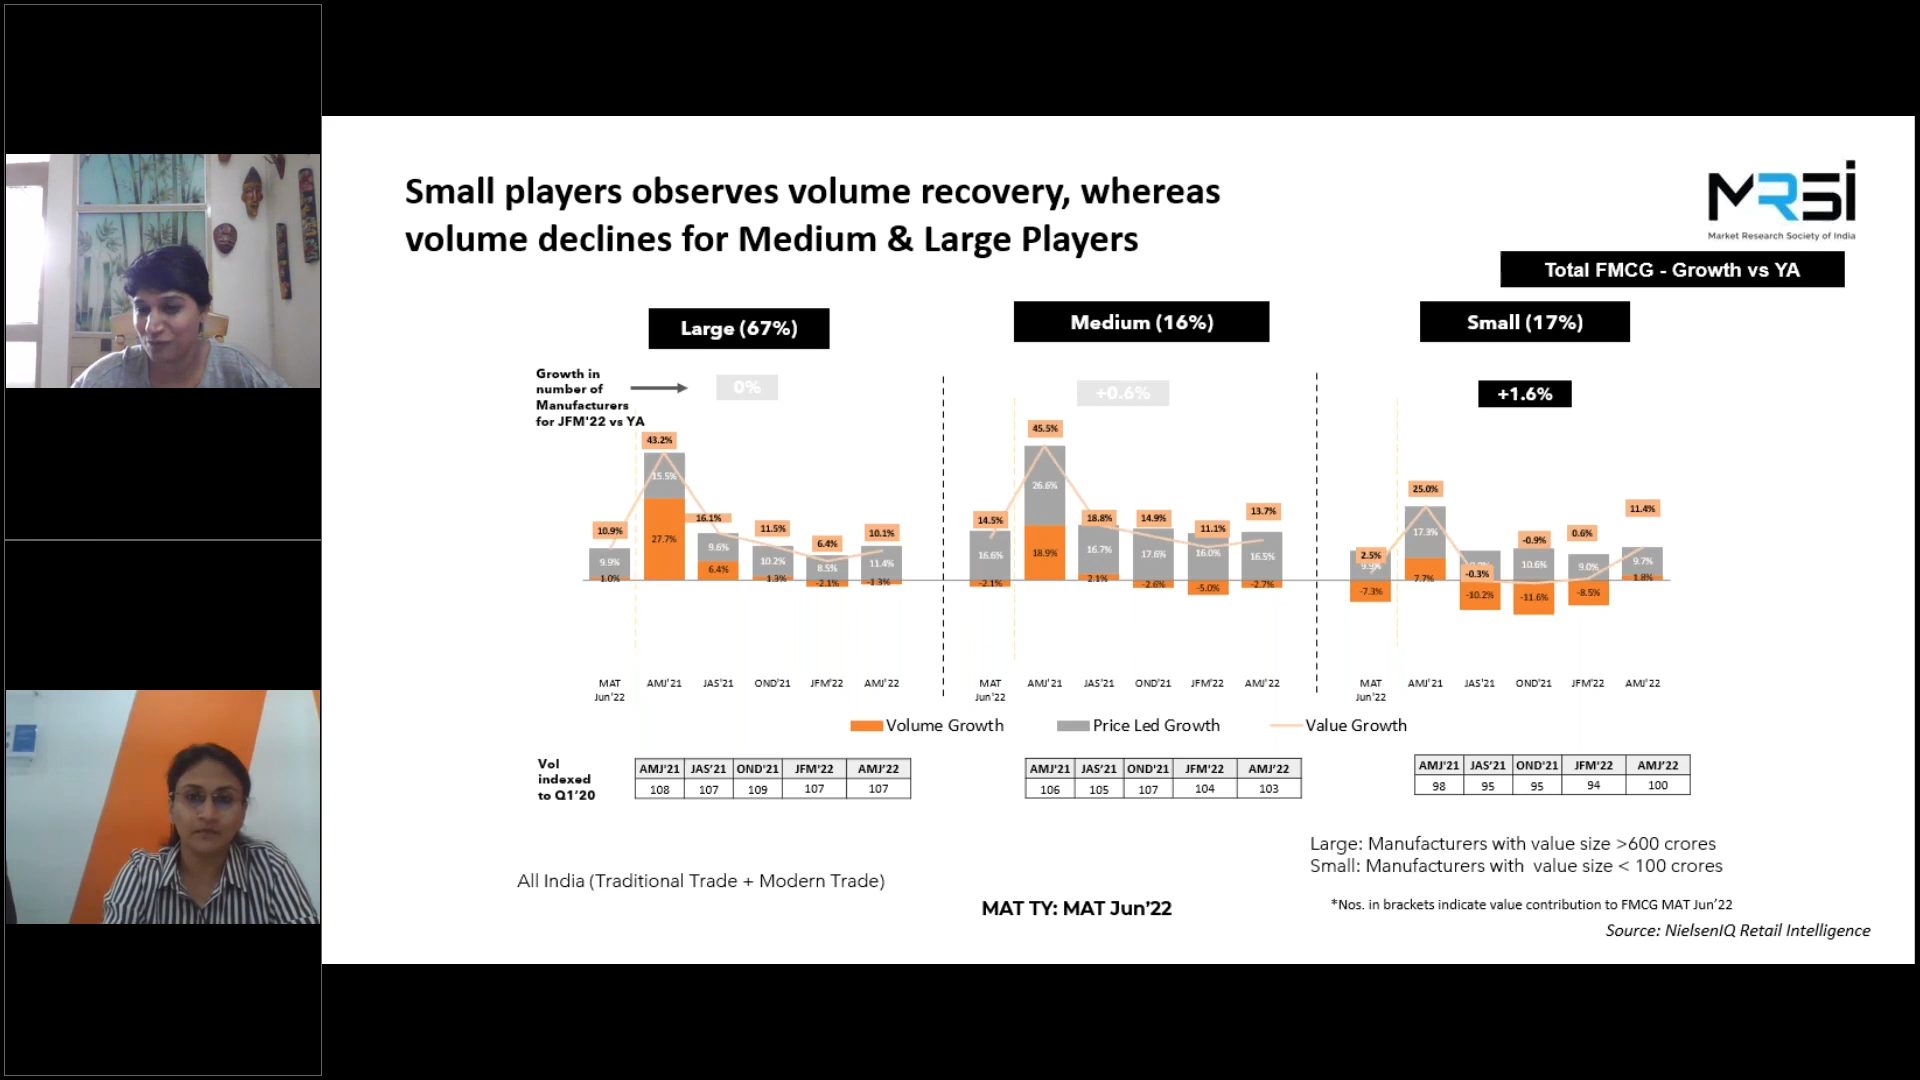 Small players observes volume recovery, whereas
volume declines for Medium & Large Players
MRSI
Market Research Society of India
Total FMCG - Growth vs YA
Large (67%)
Medium (16%)
Small (17%)
Growth in
number of
Manufacturers
for JFM'22 vs YA
0%
+0.6%
+1.6%
43.2%
15.5%
27.7%
10.9%
9.9%
1.0%
16.1%
9.6%
6.4%
11.5%
10.2%
1.3%
6.4%
8.5%
-2.1%
10.1%
11.4%
-1.3%
MAT Jun'22
AMJ'21
JAS'21
OND'21
JFM'22
AMJ'22
45.5%
26.6%
18.9%
14.5%
16.6%
-2.1%
18.8%
16.7%
2.1%
14.9%
17.6%
-2.6%
11.1%
16.0%
-5.0%
13.7%
16.5%
-2.7%
MAT Jun'22
AMJ'21
JAS'21
OND'21
JFM'22
AMJ'22
25.0%
17.3%
7.7%
2.5%
9.9%
-7.3%
-0.3%
-10.2%
-0.9%
10.6%
-11.6%
0.6%
9.0%
-8.5%
11.4%
9.7%
1.8%
MAT Jun'22
AMJ'21
JAS'21
OND'21
JFM'22
AMJ'22
Volume Growth
Price Led Growth
Value Growth
Vol
indexed
to Q1'20
AMJ'21 JAS'21 OND'21 JFM'22 AMJ'22
108 107 109 107 107
AMJ'21 JAS'21 OND'21 JFM'22 AMJ'22
106 105 107 104 103
AMJ'21 JAS'21 OND'21 JFM'22 AMJ'22
98 95 95 94 100
Large: Manufacturers with value size >600 crores
Small: Manufacturers with value size < 100 crores
All India (Traditional Trade + Modern Trade)
MAT TY: MAT Jun'22
*Nos. in brackets indicate value contribution to FMCG MAT Jun'22
Source: NielsenIQ Retail Intelligence